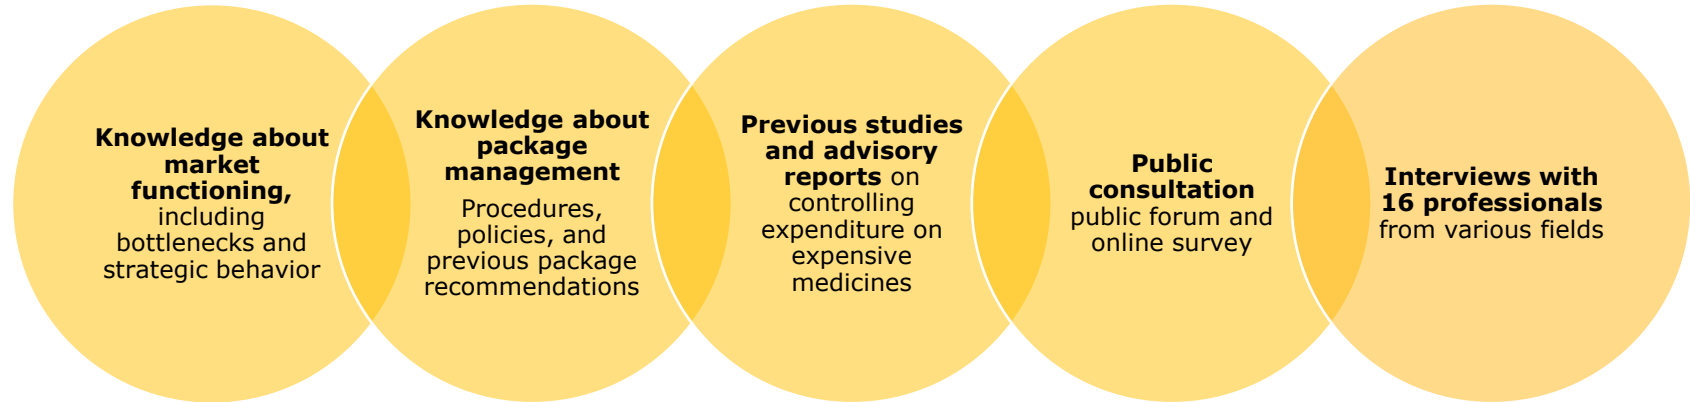 Knowledge about
market
functioning,
including
bottlenecks and
strategic behavior
Knowledge about
package
management
Procedures,
policies, and
previous package
recommendations
Previous studies
and advisory
reports on
controlling
expenditure on
expensive
medicines
Public
consultation
public forum and
online survey
Interviews with
16 professionals
from various fields